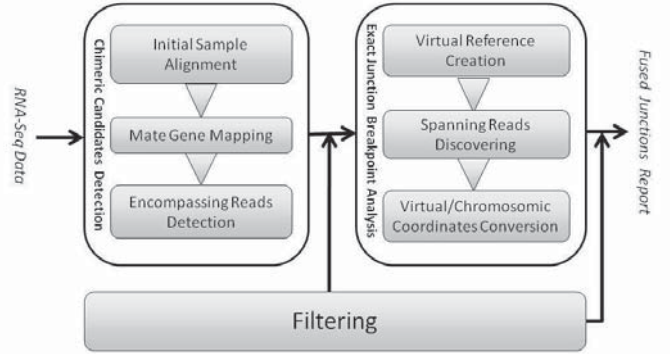 RNA-Seq Data
Chimeric Candidates Detection
Initial Sample
Alignment
Mate Gene Mapping
Encompassing Reads
Detection
Exact Junction Breakpoint Analysis
Virtual Reference
Creation
Spanning Reads
Discovering
Virtual/Chromosomic
Coordinates Conversion
Fused Junctions Report
Filtering